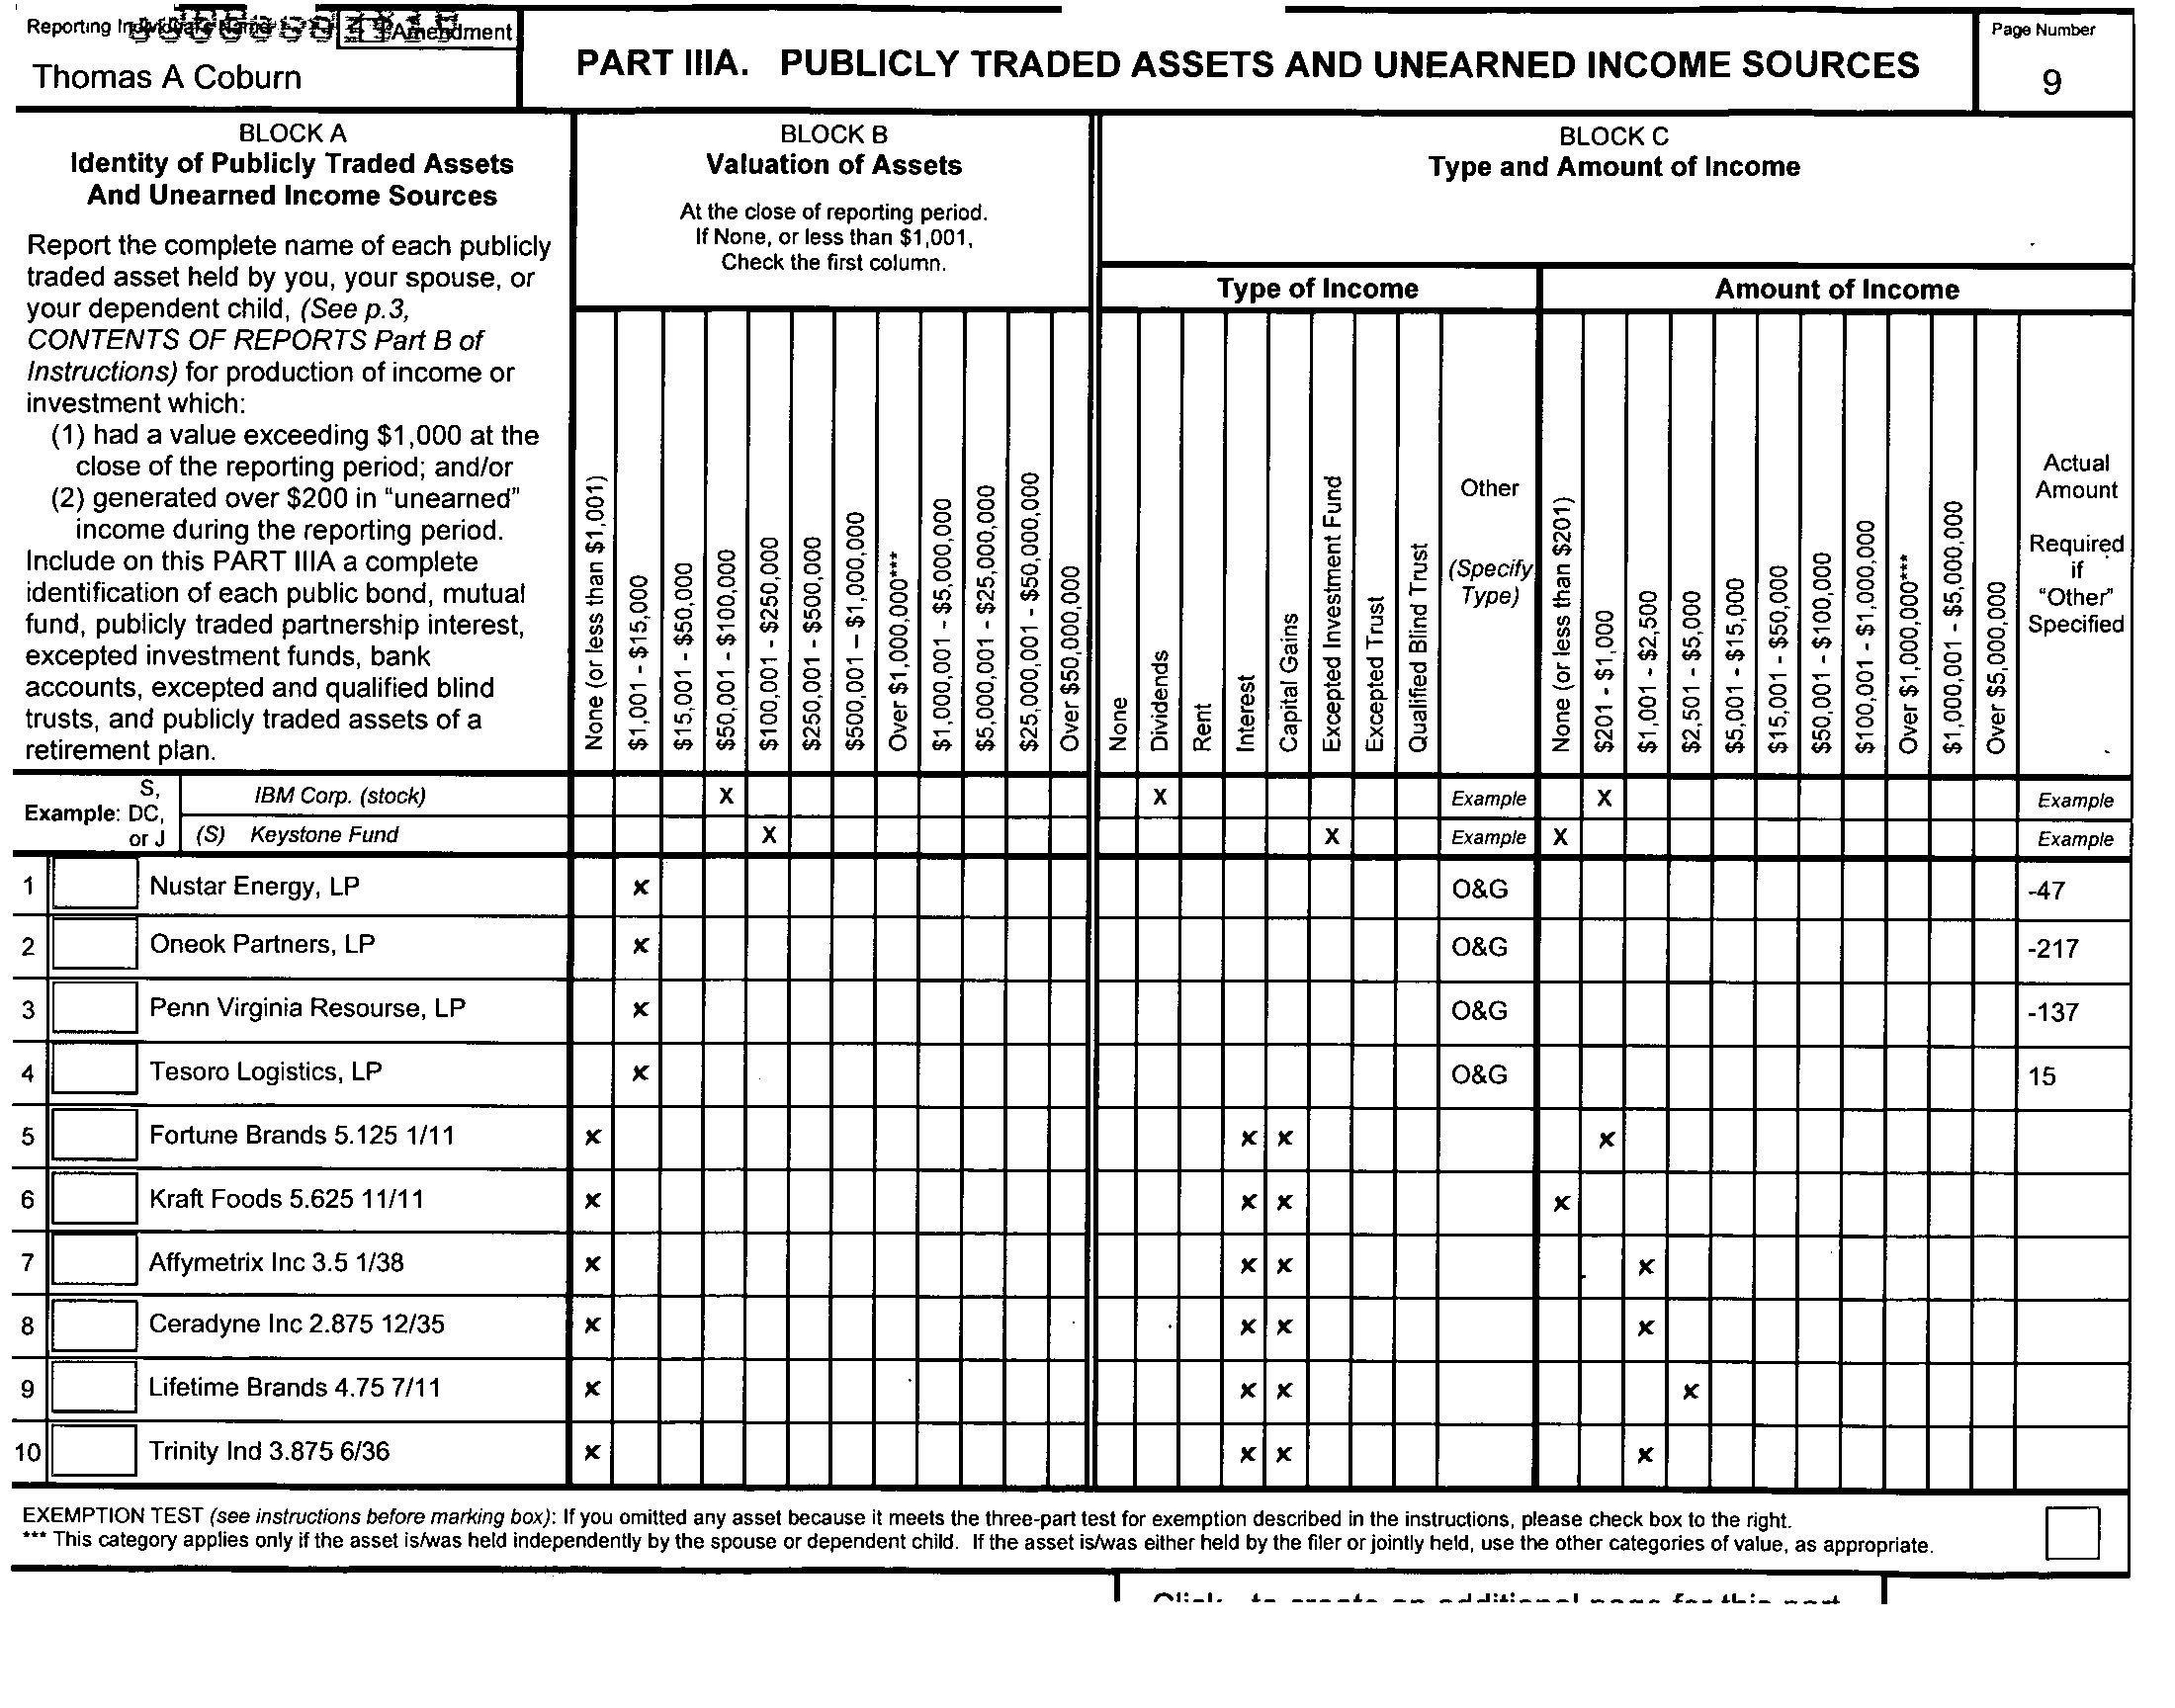 Reporting Individual's Name
Amendment
Thomas A Coburn
PART IIIA. PUBLICLY TRADED ASSETS AND UNEARNED INCOME SOURCES
Page Number
9
BLOCK A
Identity of Publicly Traded Assets
And Unearned Income Sources
Report the complete name of each publicly
traded asset held by you, your spouse, or
your dependent child, (See p.3,
CONTENTS OF REPORTS Part B of
Instructions) for production of income or
investment which:
(1) had a value exceeding $1,000 at the
close of the reporting period; and/or
(2) generated over $200 in "unearned"
income during the reporting period.
Include on this PART IIIA a complete
identification of each public bond, mutual
fund, publicly traded partnership interest,
excepted investment funds, bank
accounts, excepted and qualified blind
trusts, and publicly traded assets of a
retirement plan.
BLOCK B
Valuation of Assets
At the close of reporting period.
If None, or less than $1,001,
Check the first column.
None (or less than $1,001)
$1,001 - $15,000
$15,001 - $50,000
$50,001 - $100,000
$100,001 - $250,000
$250,001 - $500,000
$500,001 - $1,000,000
Over $1,000,000***
$1,000,001 - $5,000,000
$5,000,001 - $25,000,000
$25,000,001 - $50,000,000
Over $50,000,000
BLOCK C
Type and Amount of Income
Type of Income
None
Dividends
Rent
Interest
Capital Gains
Excepted Investment Fund
Excepted Trust
Qualified Blind Trust
Other
(Specify
Type)
Amount of Income
None (or less than $201)
$201 - $1,000
$1,001 - $2,500
$2,501 - $5,000
$5,001 - $15,000
$15,001 - $50,000
$50,001 - $100,000
$100,001 - $1,000,000
Over $1,000,000***
$1,000,001 - $5,000,000
Over $5,000,000
Actual
Amount
Required
if
"Other"
Specified
Example: S, DC, or J
IBM Corp. (stock) X X Example X Example
(S) Keystone Fund X X Example X Example
1 Nustar Energy, LP x O&G -47
2 Oneok Partners, LP x O&G -217
3 Penn Virginia Resourse, LP x O&G -137
4 Tesoro Logistics, LP x O&G 15
5 Fortune Brands 5.125 1/11 x x x x
6 Kraft Foods 5.625 11/11 x x x x
7 Affymetrix Inc 3.5 1/38 x x x x
8 Ceradyne Inc 2.875 12/35 x x x x
9 Lifetime Brands 4.75 7/11 x x x x
10 Trinity Ind 3.875 6/36 x x x x
EXEMPTION TEST (see instructions before marking box): If you omitted any asset because it meets the three-part test for exemption described in the instructions, please check box to the right.
*** This category applies only if the asset is/was held independently by the spouse or dependent child. If the asset is/was either held by the filer or jointly held, use the other categories of value, as appropriate.